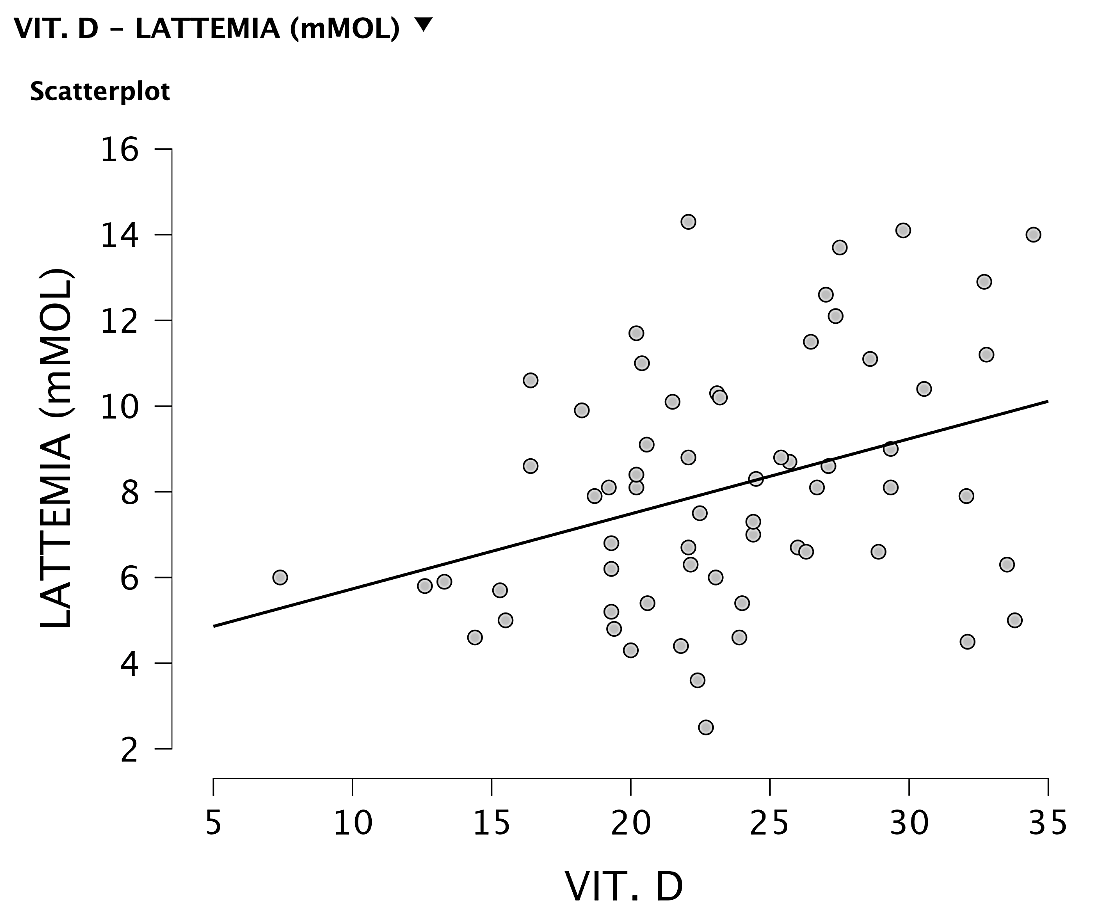 VIT. D – LATTEMIA (mMOL) ▼
Scatterplot
16
14
12
10
8
6
4
2
LATTEMIA (mMOL)
5 10 15 20 25 30 35
VIT. D